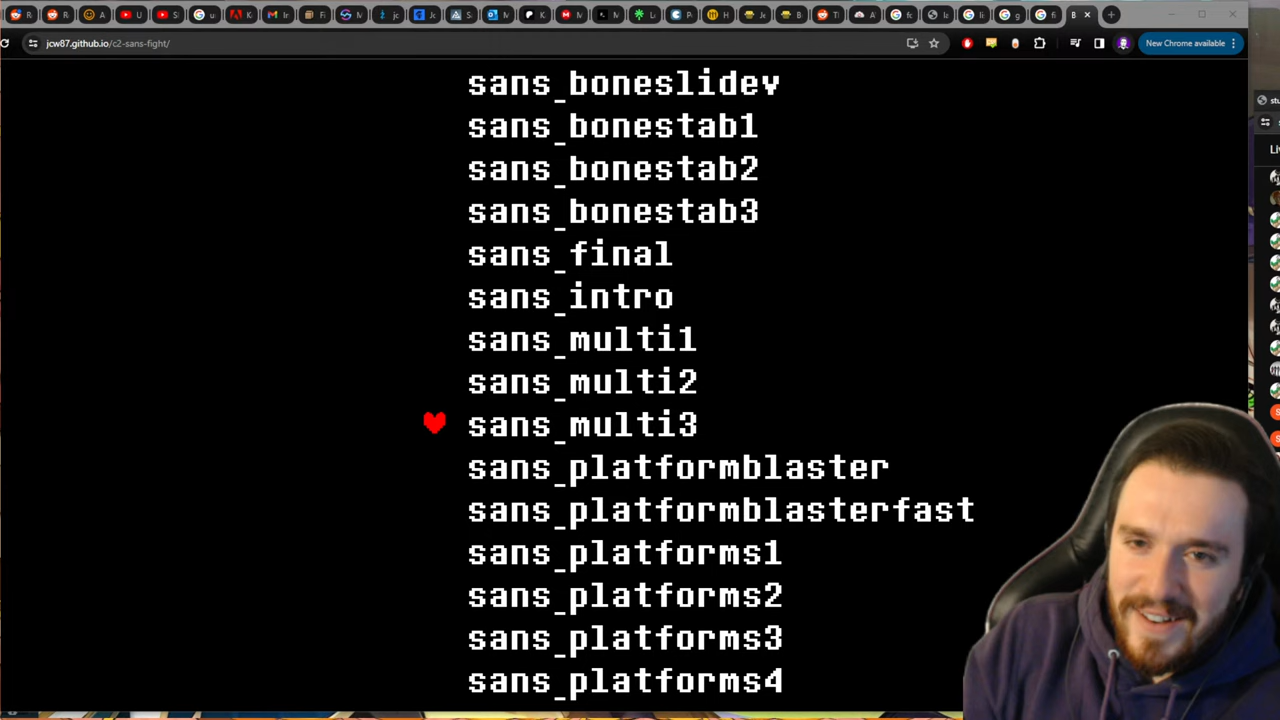 jcw87.github.io/c2-sans-fight/
New Chrome available
sans_boneslidev
sans_bonestab1
sans_bonestab2
sans_bonestab3
sans_final
sans_intro
sans_multi1
sans_multi2
sans_multi3
sans_platformblaster
sans_platformblasterfast
sans_platforms1
sans_platforms2
sans_platforms3
sans_platforms4